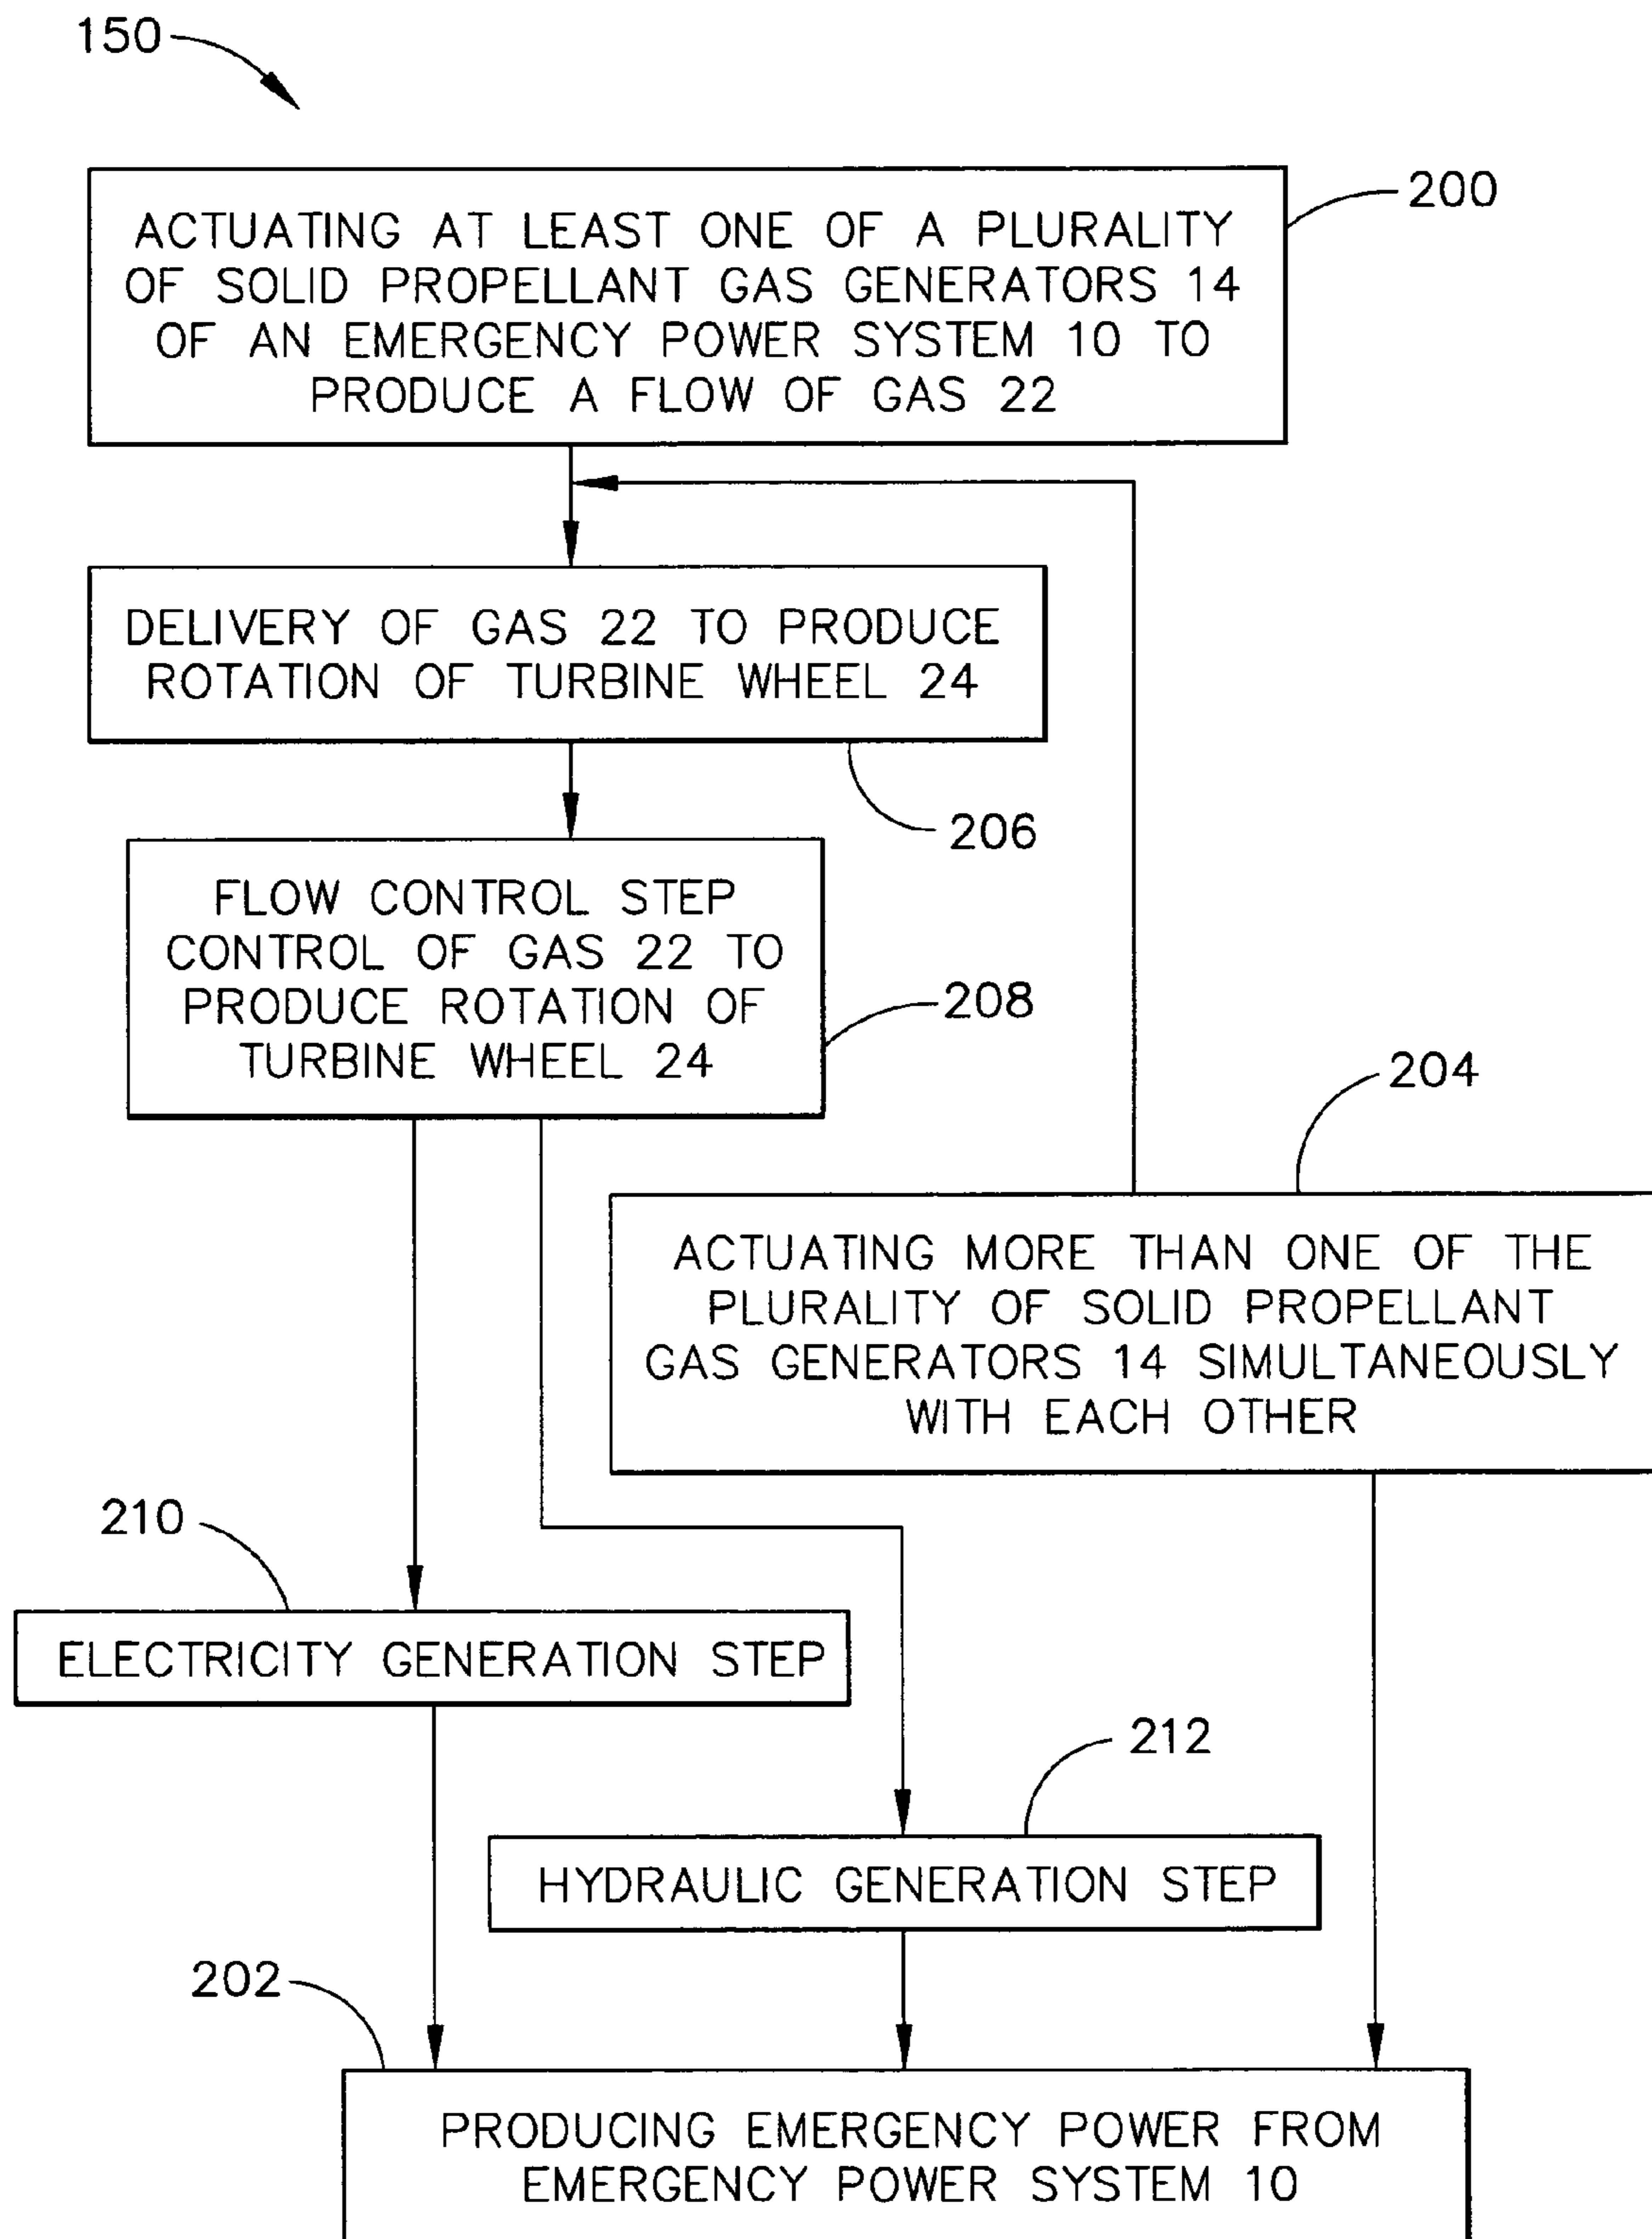 150
200
ACTUATING AT LEAST ONE OF A PLURALITY
OF SOLID PROPELLANT GAS GENERATORS 14
OF AN EMERGENCY POWER SYSTEM 10 TO
PRODUCE A FLOW OF GAS 22
DELIVERY OF GAS 22 TO PRODUCE
ROTATION OF TURBINE WHEEL 24
206
FLOW CONTROL STEP
CONTROL OF GAS 22 TO
PRODUCE ROTATION OF
TURBINE WHEEL 24
208
204
ACTUATING MORE THAN ONE OF THE
PLURALITY OF SOLID PROPELLANT
GAS GENERATORS 14 SIMULTANEOUSLY
WITH EACH OTHER
210
ELECTRICITY GENERATION STEP
212
HYDRAULIC GENERATION STEP
202
PRODUCING EMERGENCY POWER FROM
EMERGENCY POWER SYSTEM 10